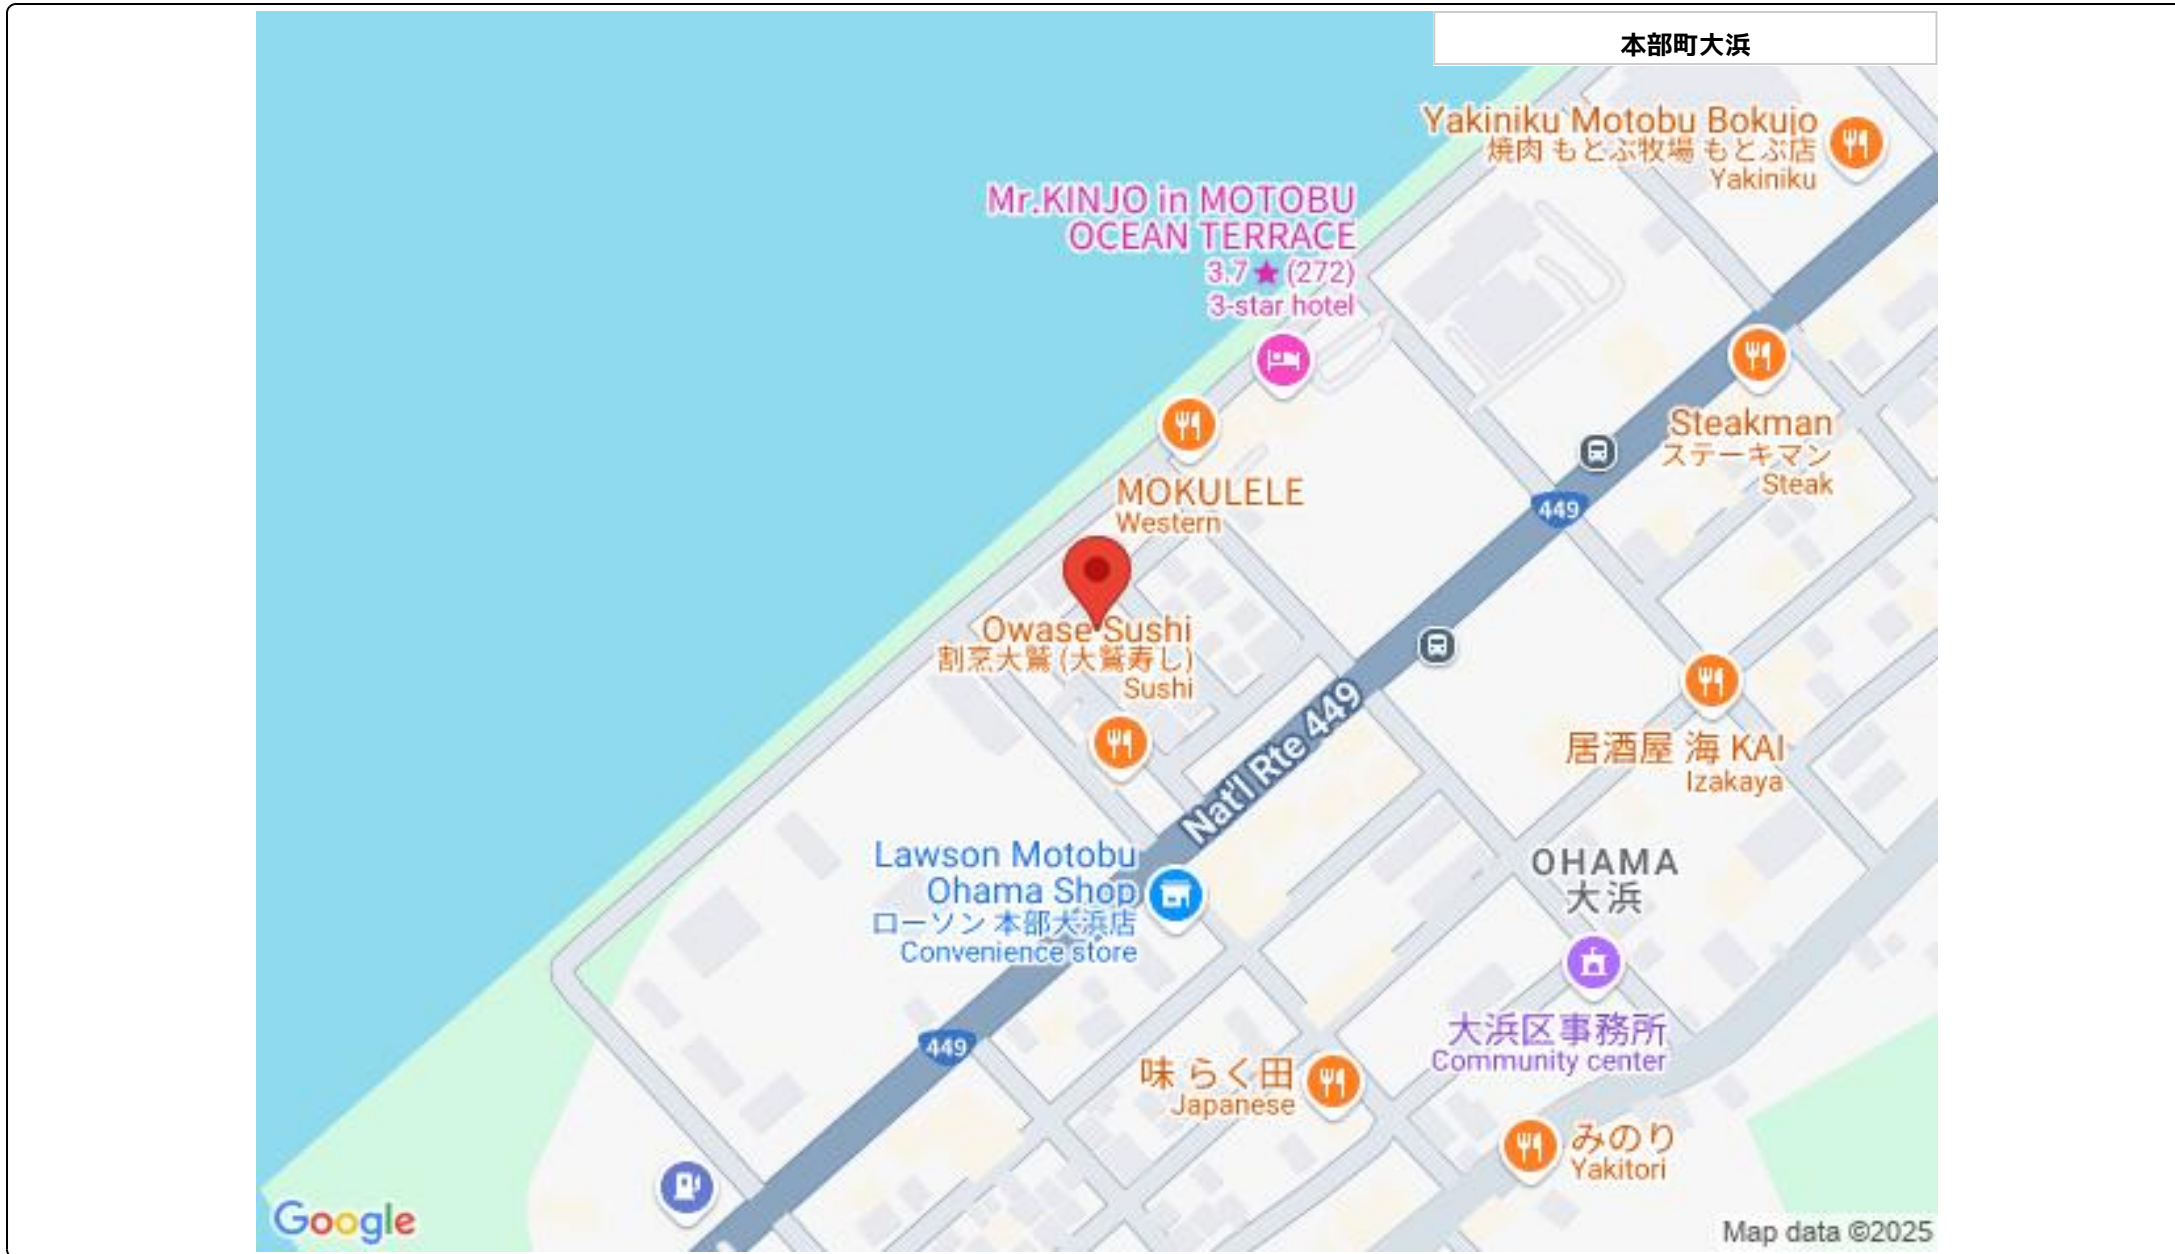 本部町大浜
Yakiniku Motobu Bokujo
焼肉 もとぶ牧場 もとぶ店
Yakiniku
Mr.KINJO in MOTOBU
OCEAN TERRACE
3.7★(272)
3-star hotel
Steakman
ステーキマン
Steak
MOKULELE
Western
449
Owase Sushi
割烹大鷲 (大鷲寿し)
Sushi
Nat'l Rte 449
居酒屋 海 KAI
Izakaya
Lawson Motobu
Ohama Shop
ローソン 本部大浜店
Convenience store
OHAMA
大浜
449
大浜区事務所
Community center
味 らく田
Japanese
みのり
Yakitori
Google
Map data ©2025